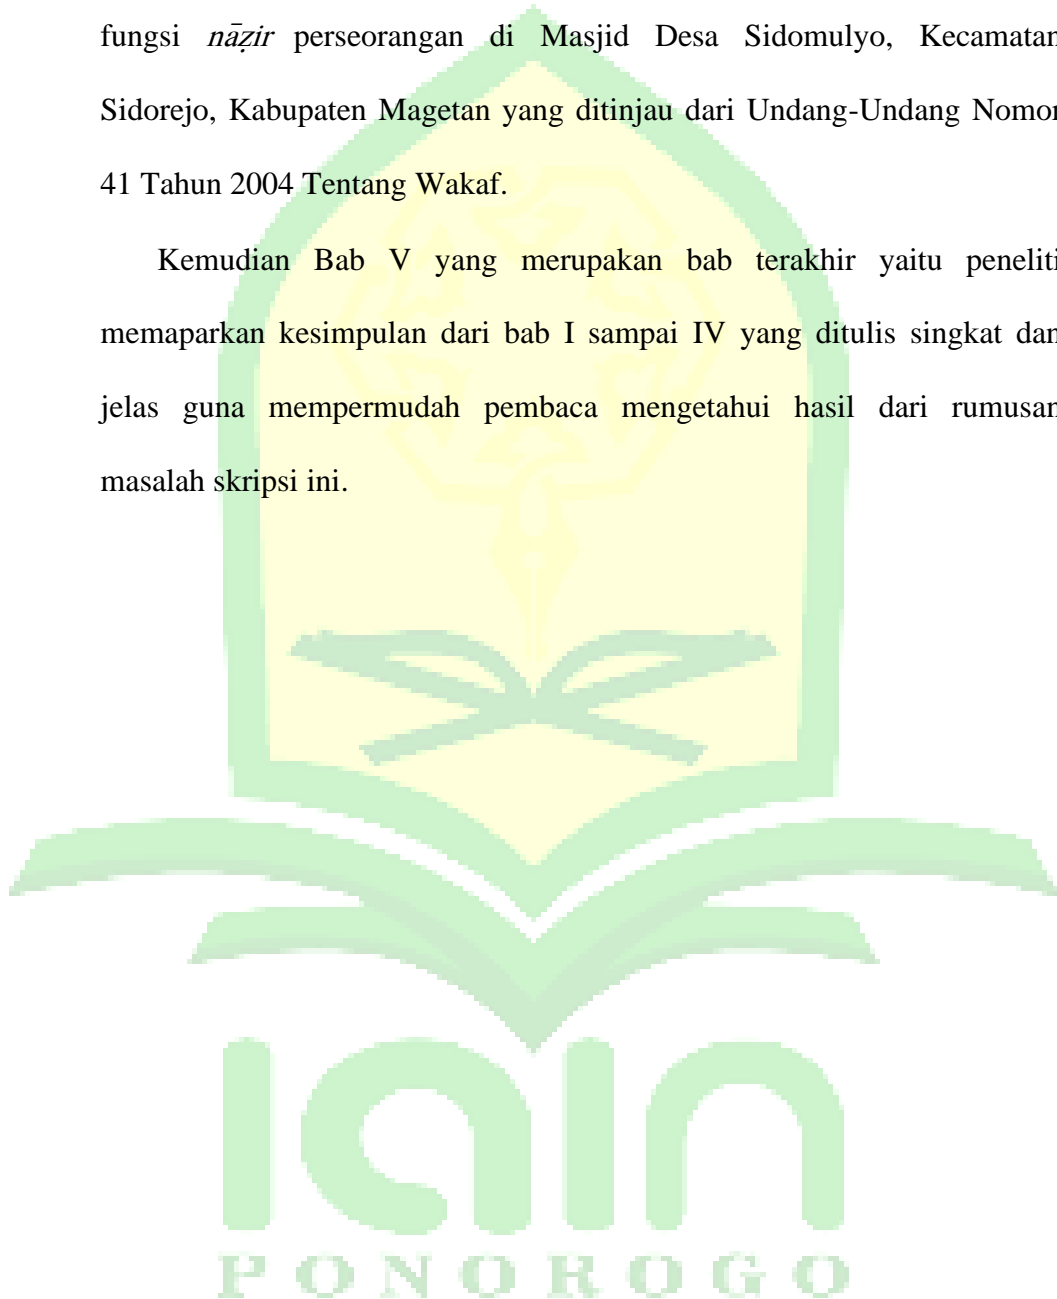 fungsi nāẓir perseorangan di Masjid Desa Sidomulyo, Kecamatan
Sidorejo, Kabupaten Magetan yang ditinjau dari Undang-Undang Nomor
41 Tahun 2004 Tentang Wakaf.
Kemudian Bab V yang merupakan bab terakhir yaitu peneliti
memaparkan kesimpulan dari bab I sampai IV yang ditulis singkat dan
jelas guna mempermudah pembaca mengetahui hasil dari rumusan
masalah skripsi ini.
iain
PONOROGO